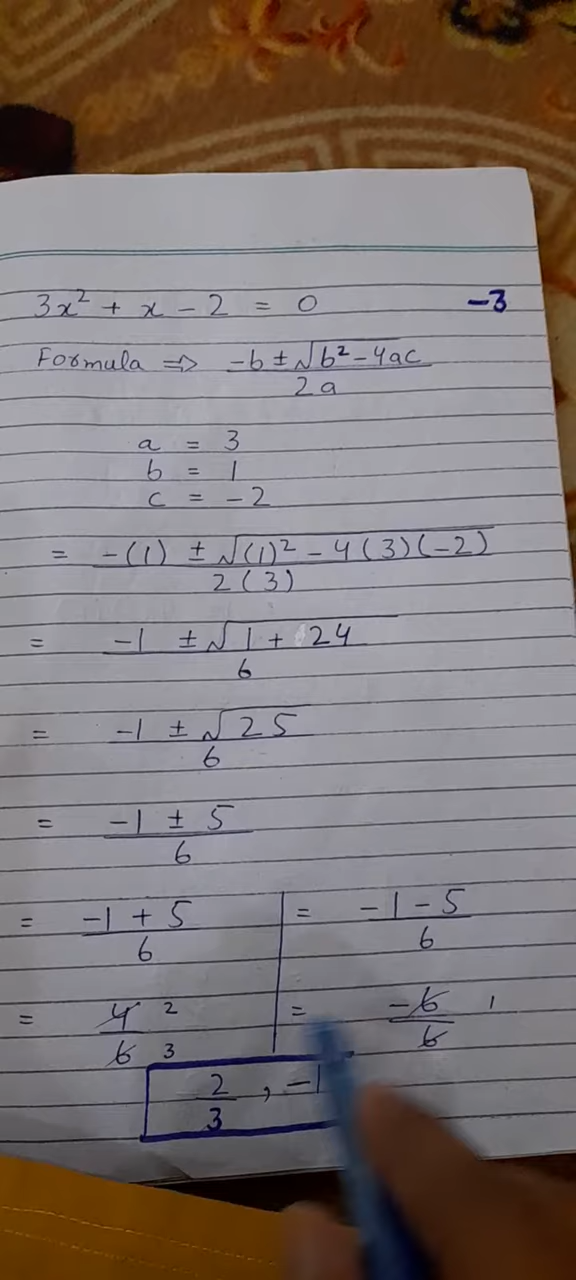 3x² + x - 2 = 0 -3
Formula ⇒ -b ± √b² - 4ac / 2a
a = 3
b = 1
c = -2
= -(1) ± √(1)² - 4(3)(-2) / 2(3)
= -1 ± √1 + 24 / 6
= -1 ± √25 / 6
= -1 ± 5 / 6
= -1 + 5 / 6 = -1 - 5 / 6
= 4 2 / 6 3 = -6 1 / 6
2/3 , -1